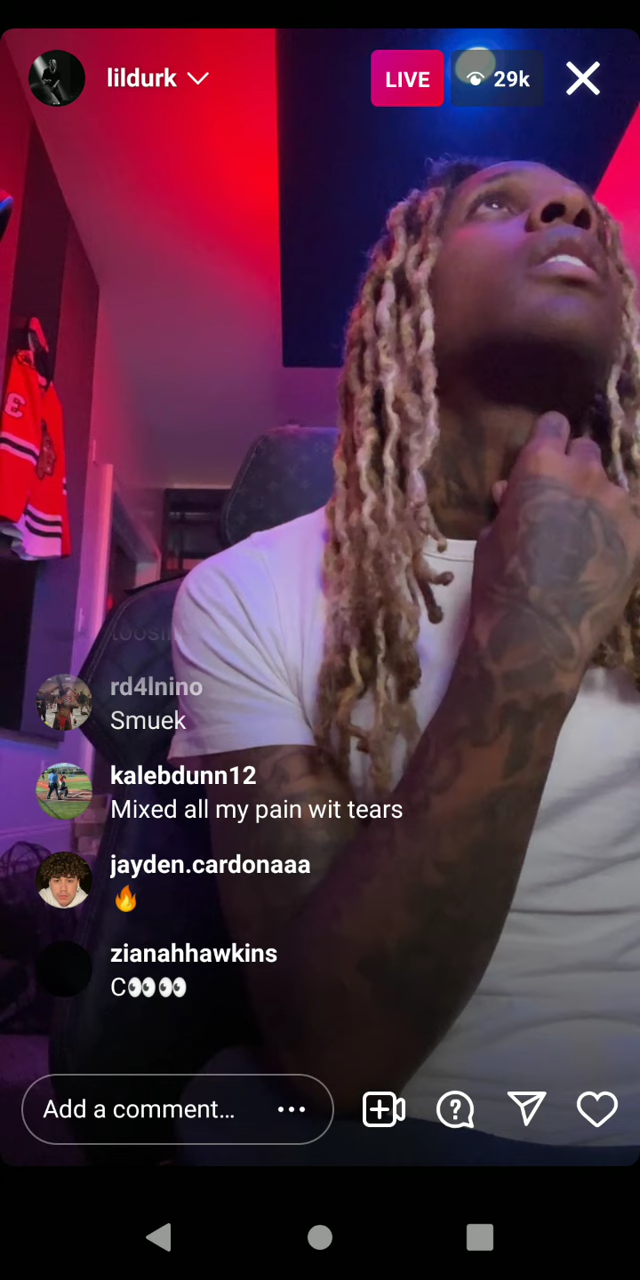 lildurk
LIVE
29k
rd4lnino
Smuek
kalebdunn12
Mixed all my pain wit tears
jayden.cardonaaa
🔥
zianahhawkins
C👀👀
Add a comment...